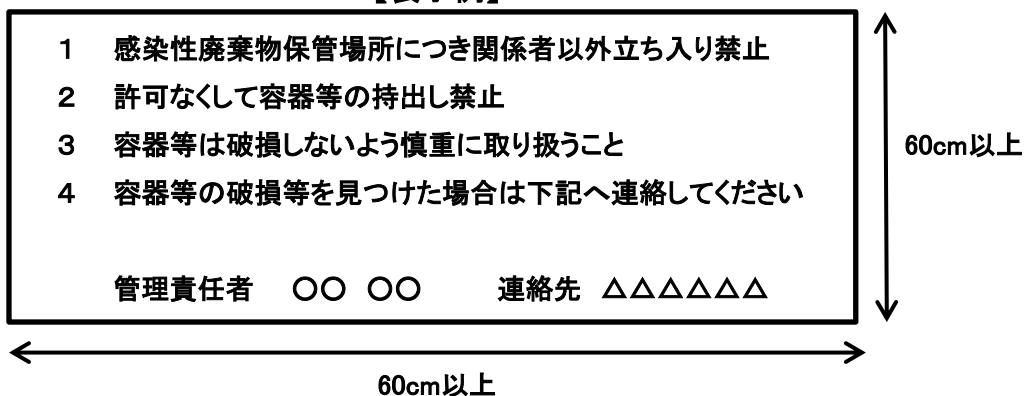 1 感染性廃棄物保管場所につき関係者以外立ち入り禁止
2 許可なくして容器等の持出し禁止
3 容器等は破損しないよう慎重に取り扱うこと
4 容器等の破損等を見つけた場合は下記へ連絡してください
管理責任者 〇〇 〇〇 連絡先 △△△△△△
60cm以上
60cm以上